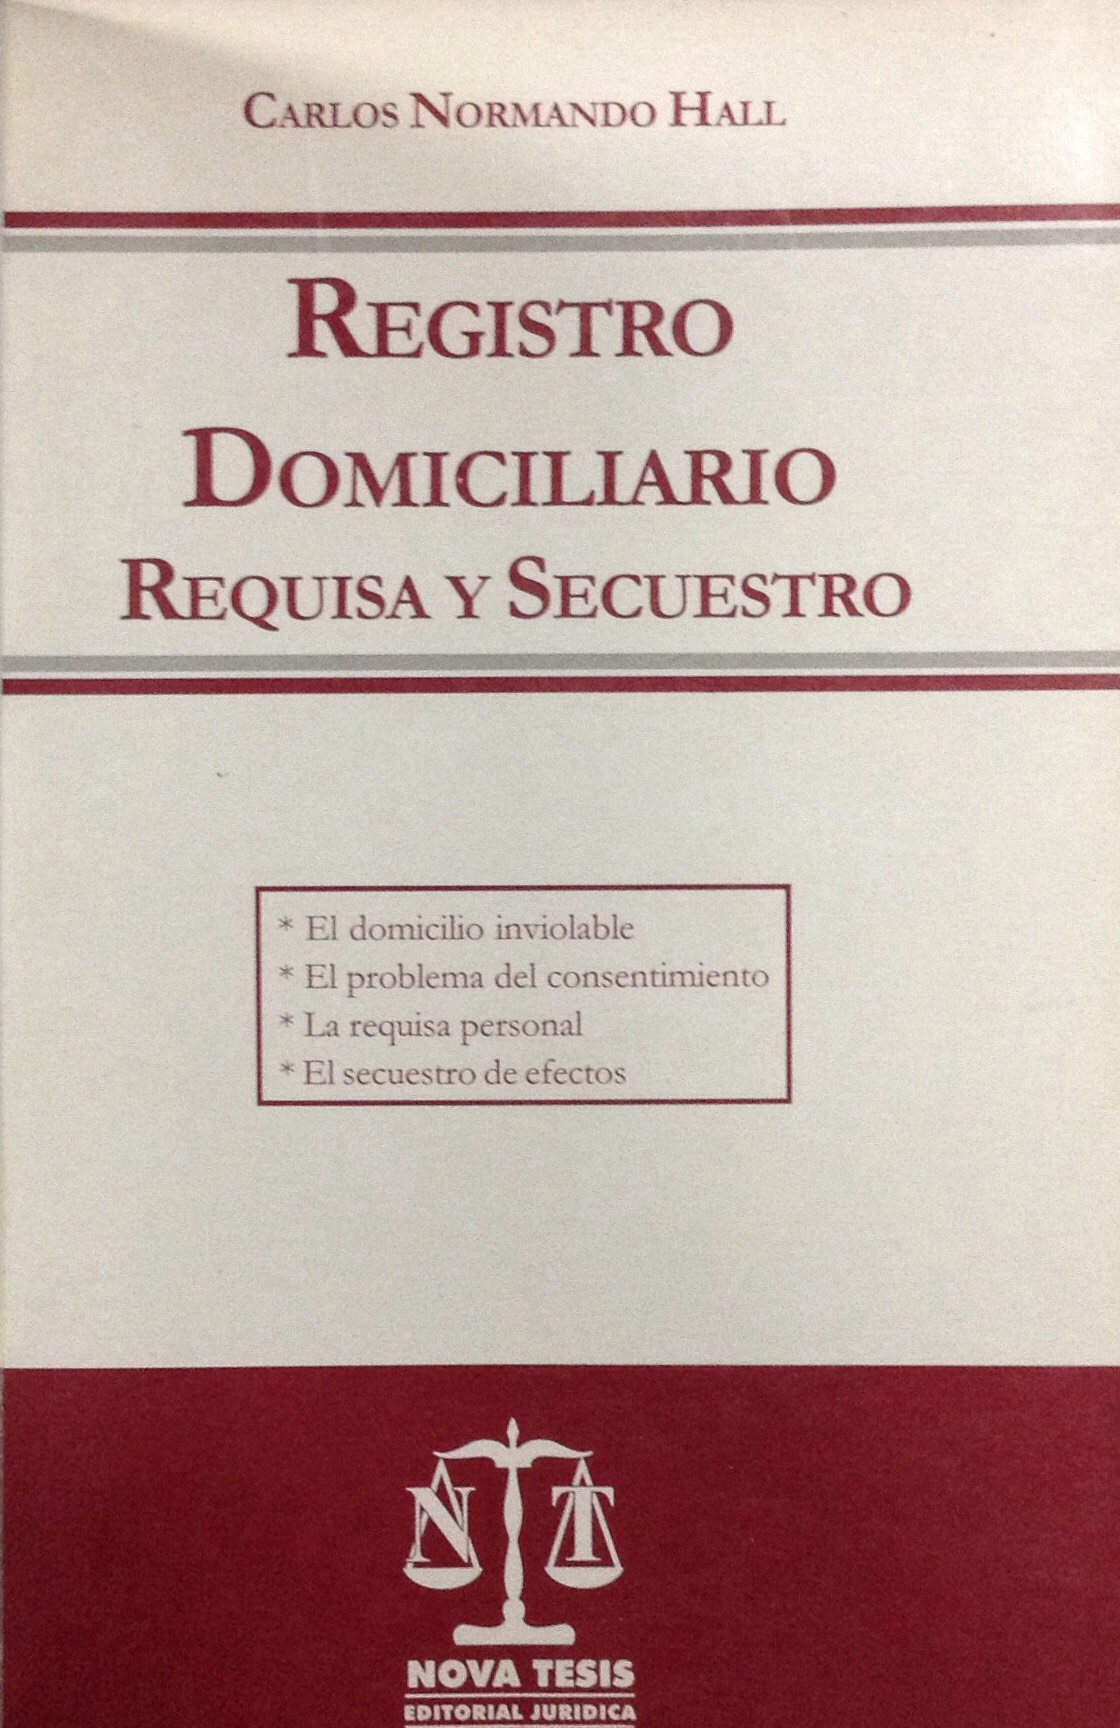 CARLOS NORMANDO HALL
REGISTRO
DOMICILIARIO
REQUISA Y SECUESTRO
* El domicilio inviolable
* El problema del consentimiento
* La requisa personal
* El secuestro de efectos
N T
NOVA TESIS
EDITORIAL JURIDICA